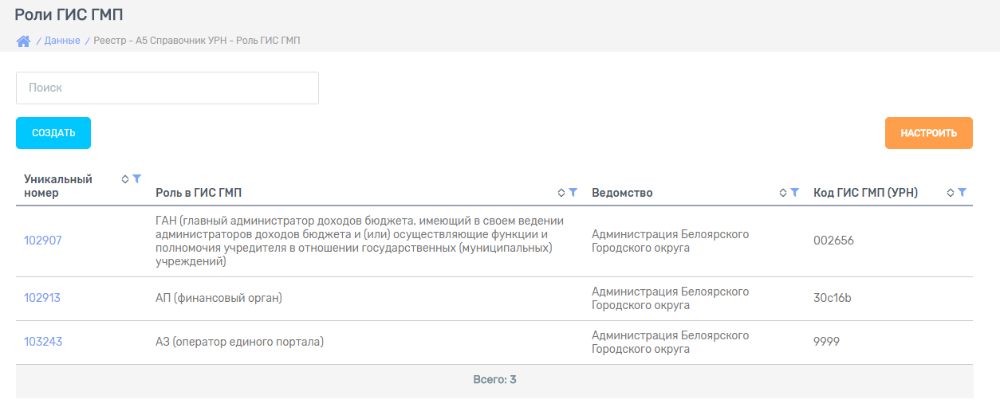 Роли ГИС ГМП
/ Данные / Реестр - А5 Справочник УРН - Роль ГИС ГМП
Поиск
СОЗДАТЬ
НАСТРОИТЬ
Уникальный
номер
Роль в ГИС ГМП
Ведомство
Код ГИС ГМП (УРН)
102907
ГАН (главный администратор доходов бюджета, имеющий в своем ведении
администраторов доходов бюджета и (или) осуществляющие функции и
полномочия учредителя в отношении государственных (муниципальных)
учреждений)
Администрация Белоярского
Городского округа
002656
102913
АП (финансовый орган)
Администрация Белоярского
Городского округа
30c16b
103243
АЗ (оператор единого портала)
Администрация Белоярского
Городского округа
9999
Всего: 3